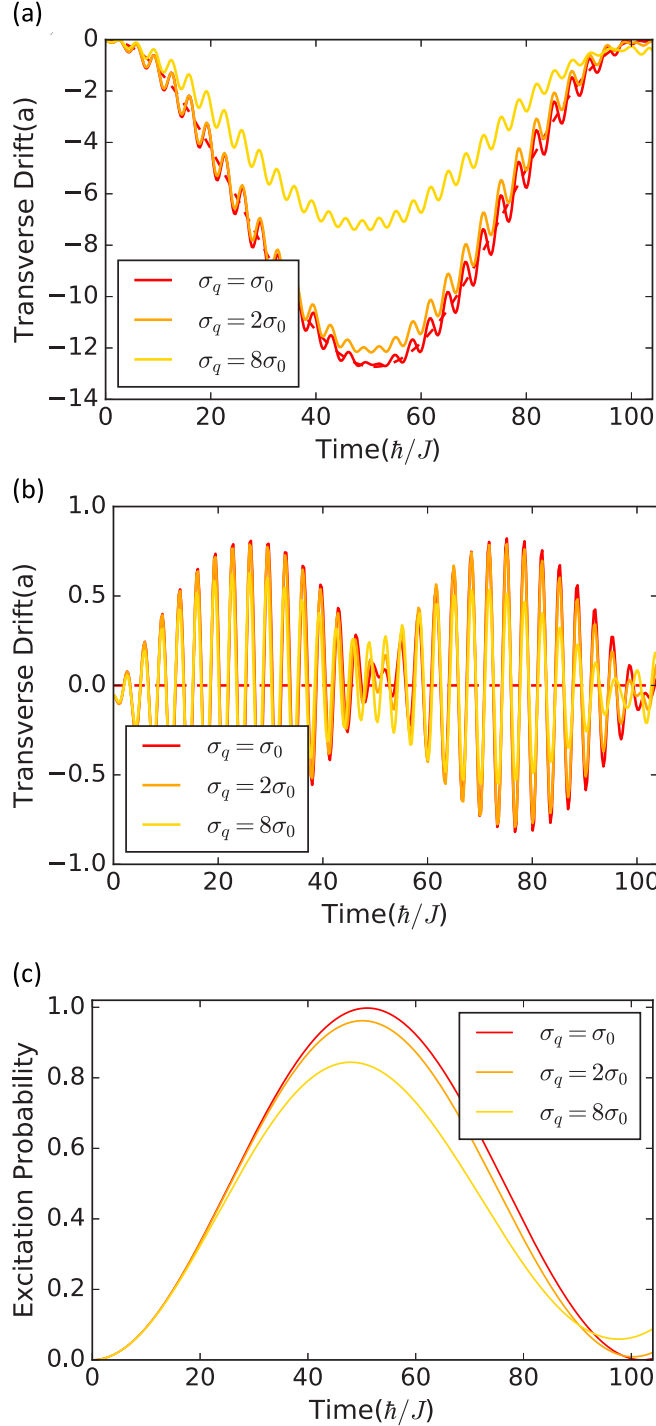 (a)
0
−2
−4
−6
−8
−10
−12
−14
Transverse Drift(a)
σq = σ0
σq = 2σ0
σq = 8σ0
0 20 40 60 80 100
Time(ħ/J)
(b)
1.0
0.5
0.0
−0.5
−1.0
Transverse Drift(a)
σq = σ0
σq = 2σ0
σq = 8σ0
0 20 40 60 80 100
Time(ħ/J)
(c)
1.0
0.8
0.6
0.4
0.2
0.0
Excitation Probability
σq = σ0
σq = 2σ0
σq = 8σ0
0 20 40 60 80 100
Time(ħ/J)